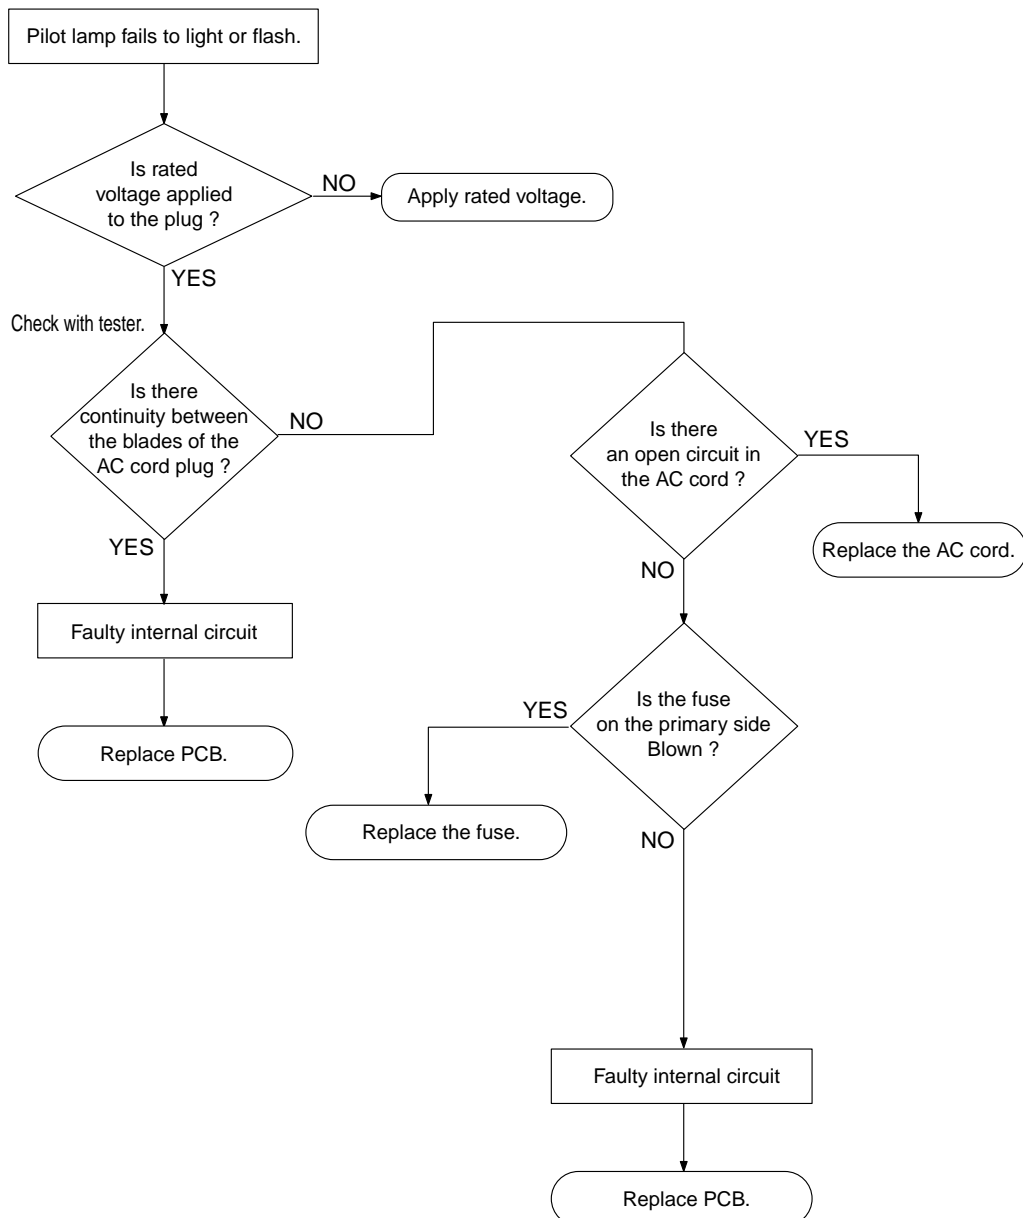 Pilot lamp fails to light or flash.
Is rated
voltage applied
to the plug ?
NO
Apply rated voltage.
YES
Check with tester.
Is there
continuity between
the blades of the
AC cord plug ?
NO
YES
Faulty internal circuit
Replace PCB.
Is there
an open circuit in
the AC cord ?
YES
Replace the AC cord.
NO
Is the fuse
on the primary side
Blown ?
YES
Replace the fuse.
NO
Faulty internal circuit
Replace PCB.